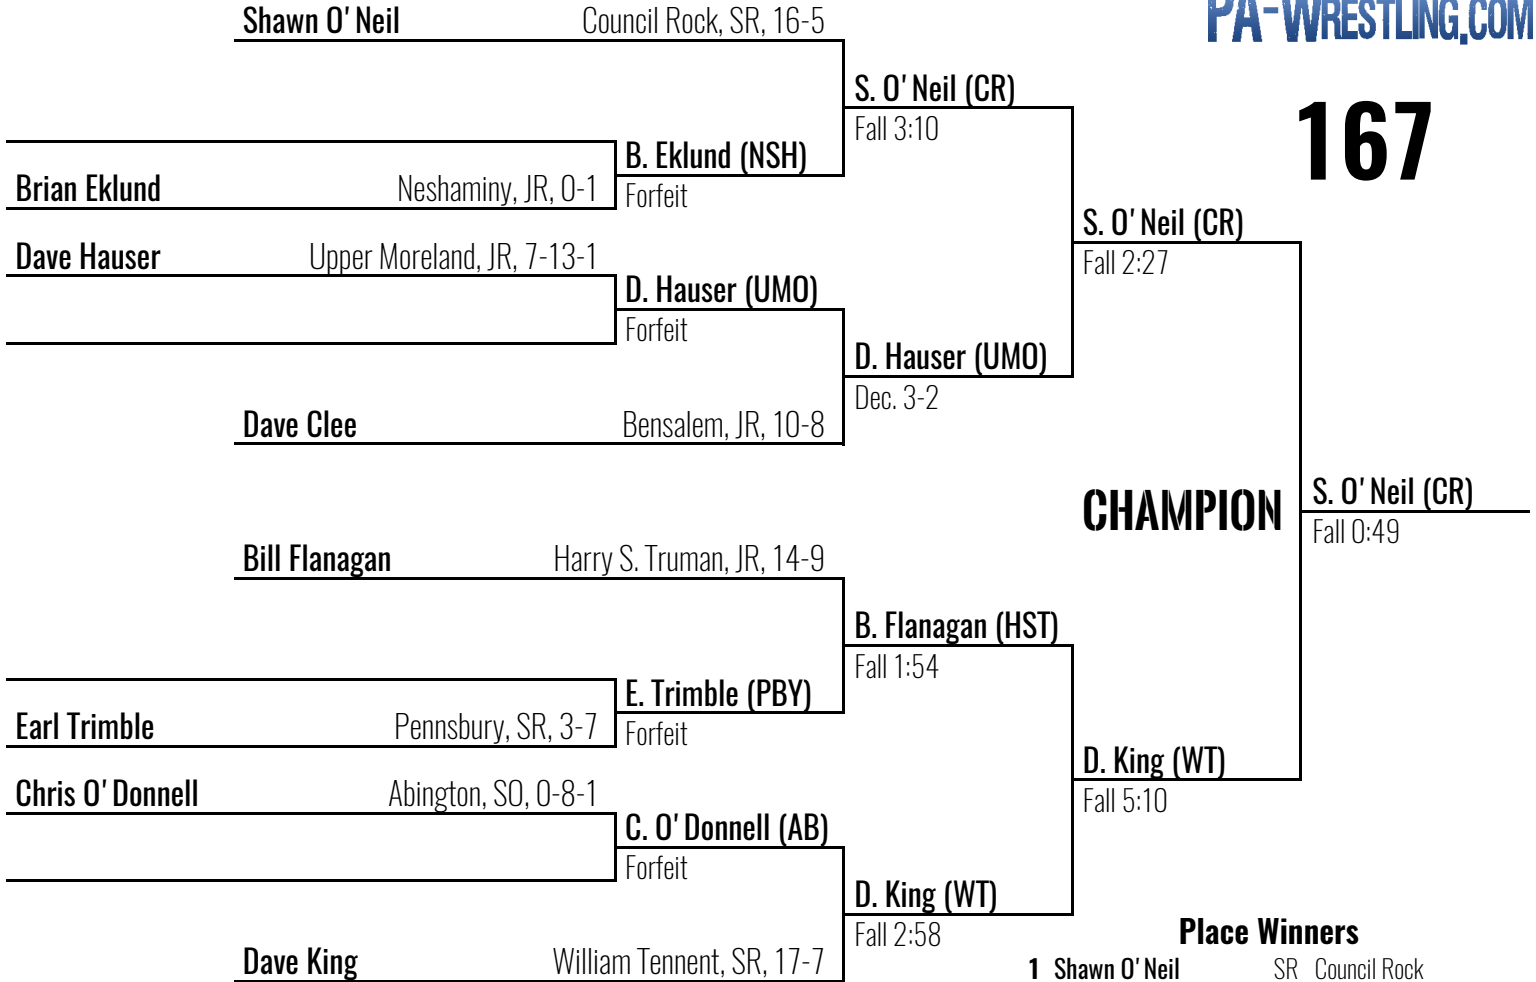 Shawn O'Neil Council Rock, SR, 16-5
PA-WRESTLING.COM
S. O'Neil (CR)
Fall 3:10
167
B. Eklund (NSH)
Brian Eklund Neshaminy, JR, 0-1
Forfeit
S. O'Neil (CR)
Dave Hauser Upper Moreland, JR, 7-13-1
Fall 2:27
D. Hauser (UMO)
Forfeit
D. Hauser (UMO)
Dec. 3-2
Dave Clee Bensalem, JR, 10-8
CHAMPION
S. O'Neil (CR)
Fall 0:49
Bill Flanagan Harry S. Truman, JR, 14-9
B. Flanagan (HST)
Fall 1:54
E. Trimble (PBY)
Earl Trimble Pennsbury, SR, 3-7
Forfeit
D. King (WT)
Fall 5:10
Chris O'Donnell Abington, SO, 0-8-1
C. O'Donnell (AB)
Forfeit
D. King (WT)
Fall 2:58
Dave King William Tennent, SR, 17-7
Place Winners
1 Shawn O'Neil SR Council Rock